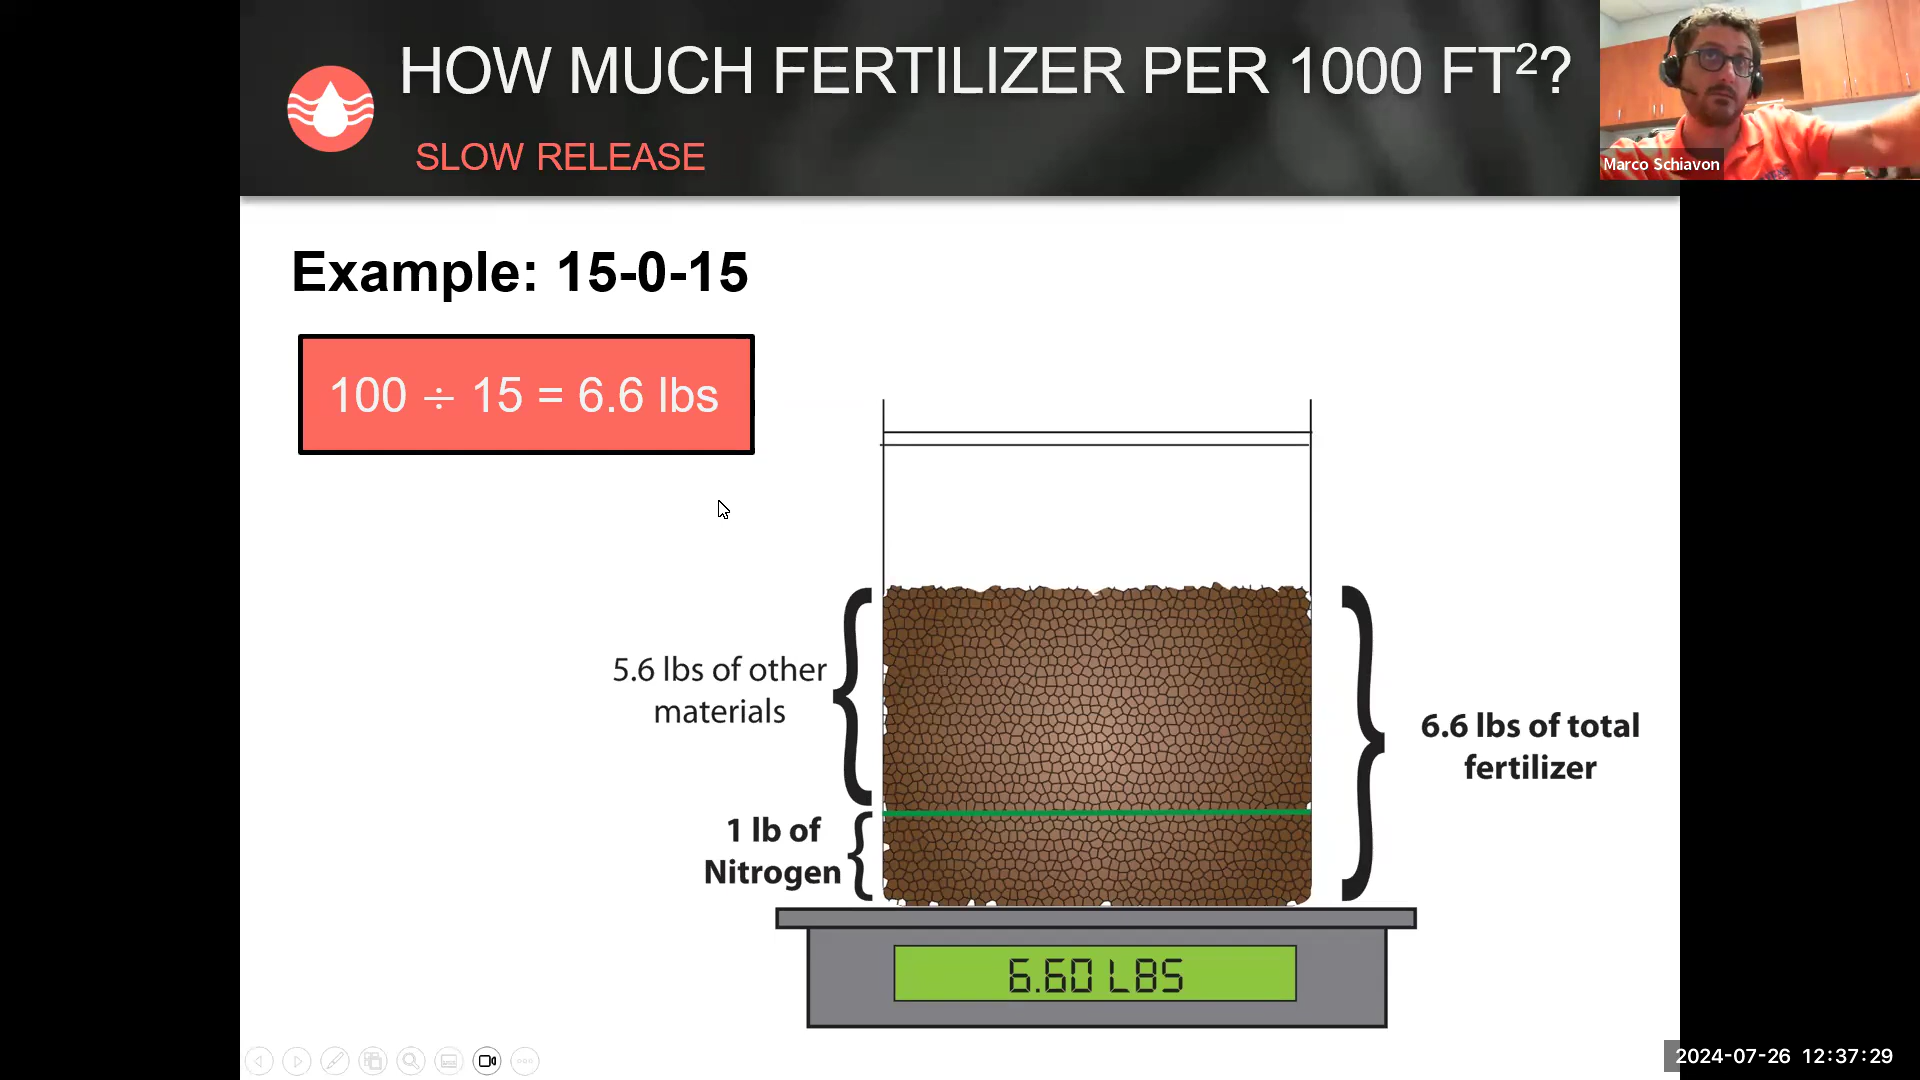 HOW MUCH FERTILIZER PER 1000 FT²?
SLOW RELEASE
Marco Schiavon
Example: 15-0-15
100 ÷ 15 = 6.6 lbs
5.6 lbs of other
materials
6.6 lbs of total
fertilizer
1 lb of
Nitrogen
6.60 LBS
2024-07-26 12:37:29